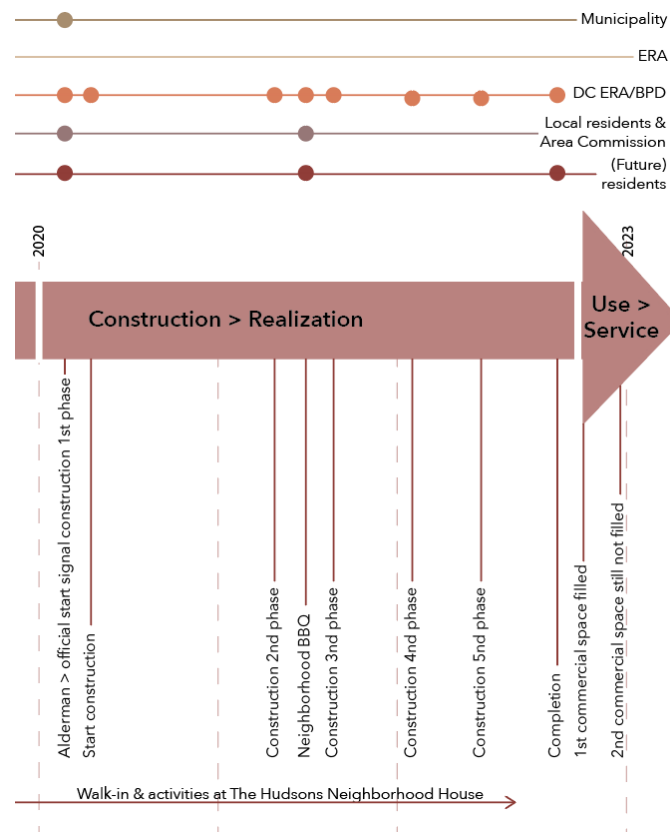 Municipality
ERA
DC ERA/BPD
Local residents &
Area Commission
(Future)
residents
2020
2023
Construction > Realization
Use >
Service
Alderman > official start signal construction 1st phase
Start construction
Construction 2nd phase
Neighborhood BBQ
Construction 3nd phase
Construction 4nd phase
Construction 5nd phase
Completion
1st commercial space filled
2nd commercial space still not filled
Walk-in & activities at The Hudsons Neighborhood House